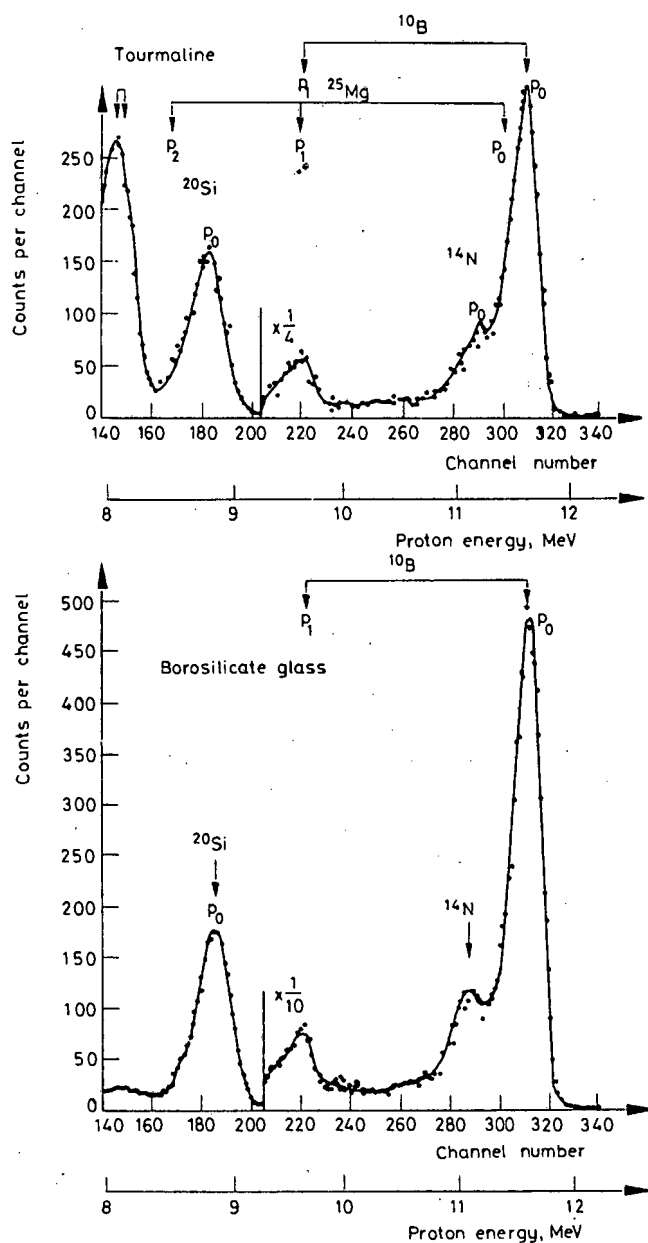 10B
Tourmaline
P1 25Mg
P2 P1 P0 P0
20Si
P0
14N
P0
x 1/4
Counts per channel
250
200
150
100
50
0
140 160 180 200 220 240 260 280 300 320 340
Channel number
8 9 10 11 12
Proton energy, MeV
10B
P1 P0
Borosilicate glass
Counts per channel
500
450
400
350
300
250
200
150
100
50
0
20Si
P0
14N
x 1/10
140 160 180 200 220 240 260 280 300 320 340
Channel number
8 9 10 11 12
Proton energy, MeV